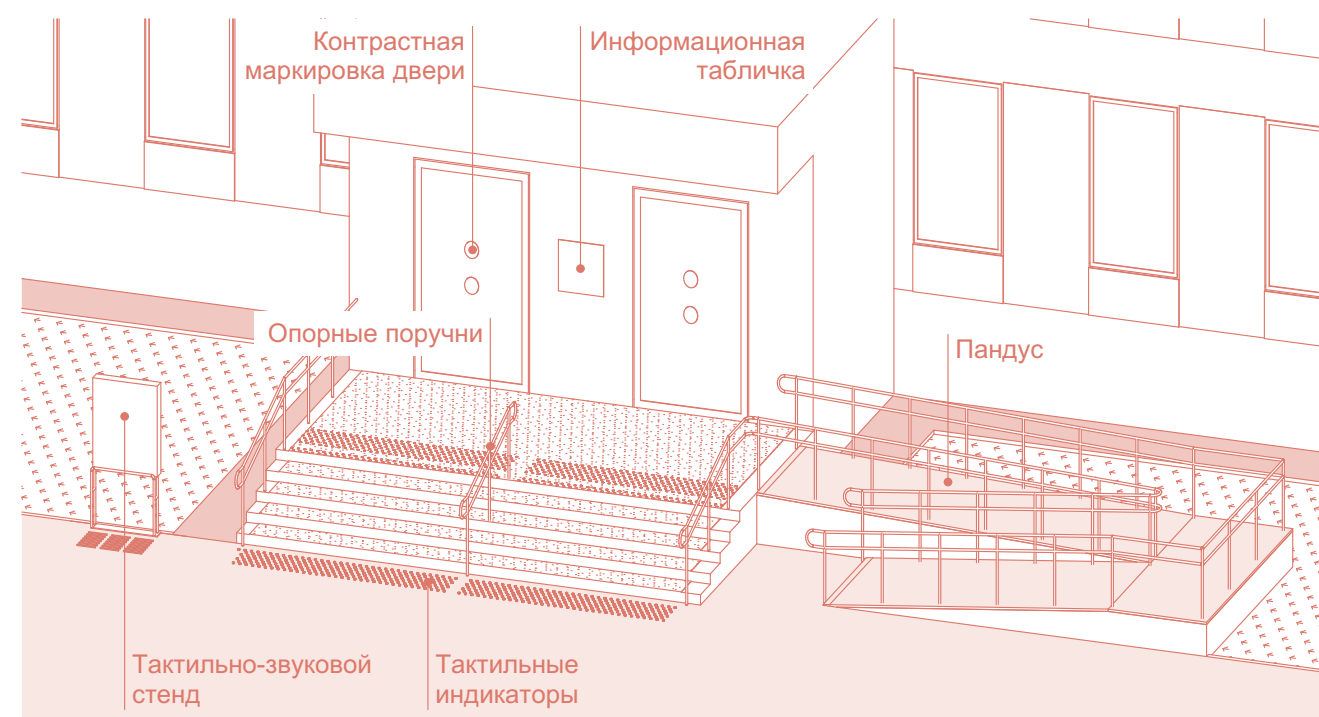 Контрастная
маркировка двери
Информационная
табличка
Опорные поручни
Пандус
Тактильно-звуковой
стенд
Тактильные
индикаторы